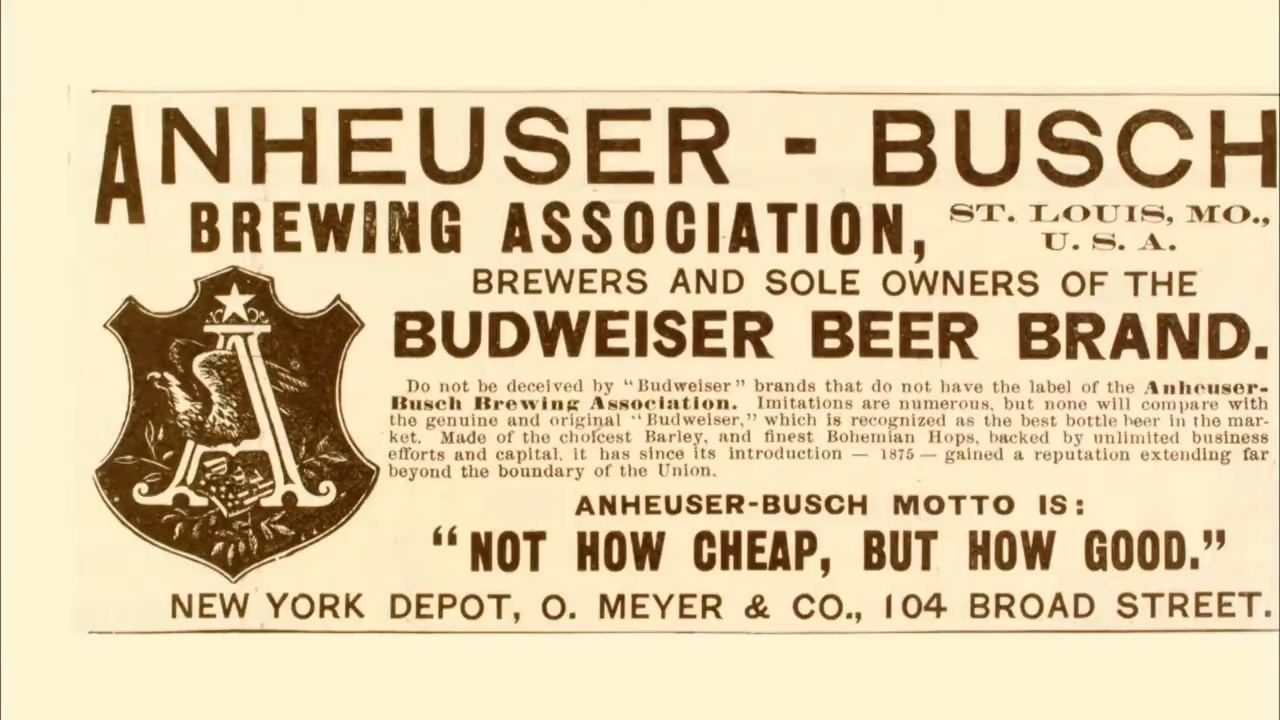 ANHEUSER - BUSCH
BREWING ASSOCIATION,
ST. LOUIS, MO.,
U. S. A.
BREWERS AND SOLE OWNERS OF THE
BUDWEISER BEER BRAND.
Do not be deceived by "Budweiser" brands that do not have the label of the Anheuser-
Busch Brewing Association. Imitations are numerous, but none will compare with
the genuine and original "Budweiser," which is recognized as the best bottle beer in the mar-
ket. Made of the choicest Barley, and finest Bohemian Hops, backed by unlimited business
efforts and capital, it has since its introduction — 1875 — gained a reputation extending far
beyond the boundary of the Union.
ANHEUSER-BUSCH MOTTO IS:
"NOT HOW CHEAP, BUT HOW GOOD."
NEW YORK DEPOT, O. MEYER & CO., 104 BROAD STREET.
A